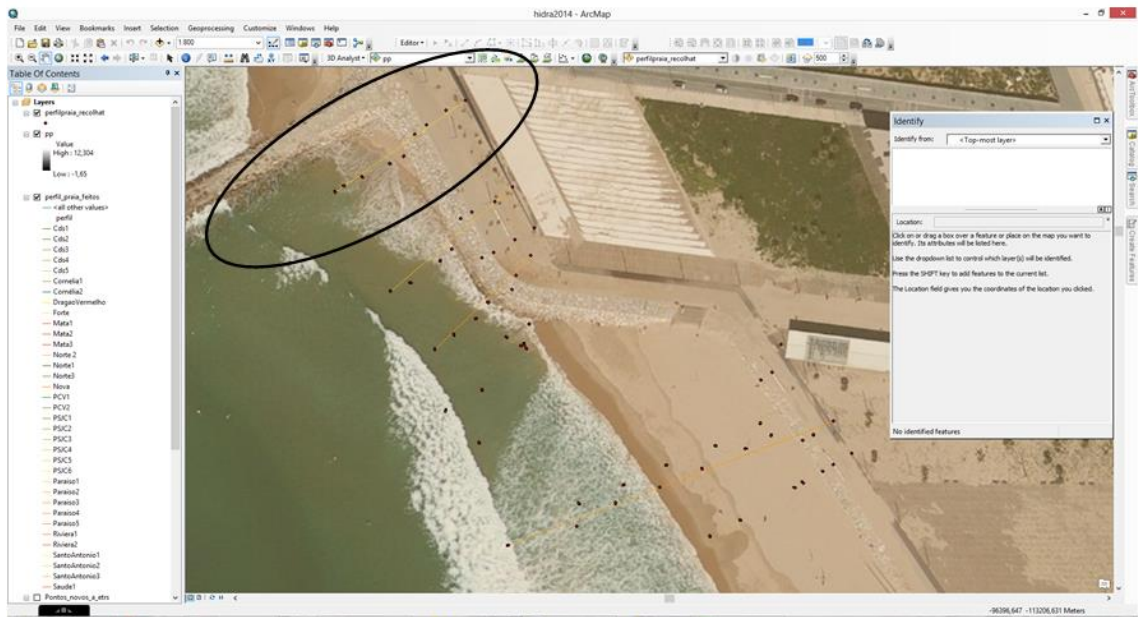 hidra2014 - ArcMap
File Edit View Bookmarks Insert Selection Geoprocessing Customize Windows Help
1:800
Editor
3D Analyst pp perfilpraia_recolhat 500
Table Of Contents
Layers
perfilpraia_recolhat
pp
Value
High : 12,304
Low : -1,65
perfil_praia_feitos
<all other values>
perfil
Cds1
Cds2
Cds3
Cds4
Cds5
Cornelia1
Cornélia2
DragaoVermelho
Forte
Mata1
Mata2
Mata3
Norte 2
Norte1
Norte3
Nova
PCV1
PCV2
PSJC1
PSJC2
PSJC3
PSJC4
PSJC5
PSJC6
Paraiso1
Paraiso2
Paraiso3
Paraiso4
Paraiso5
Riviera1
Riviera2
SantoAntonio1
SantoAntonio2
SantoAntonio3
Saude1
Pontos_novos_a_etrs
Identify
Identify from: <Top-most layer>
Location:
Click on or drag a box over a feature or place on the map you want to
identify. Its attributes will be listed here.
Use the dropdown list to control which layer(s) will be identified.
Press the SHIFT key to add features to the current list.
The Location field gives you the coordinates of the location you clicked.
No identified features
ArcToolbox
Catalog
Search
Create Features
-96396,647 -113206,631 Meters